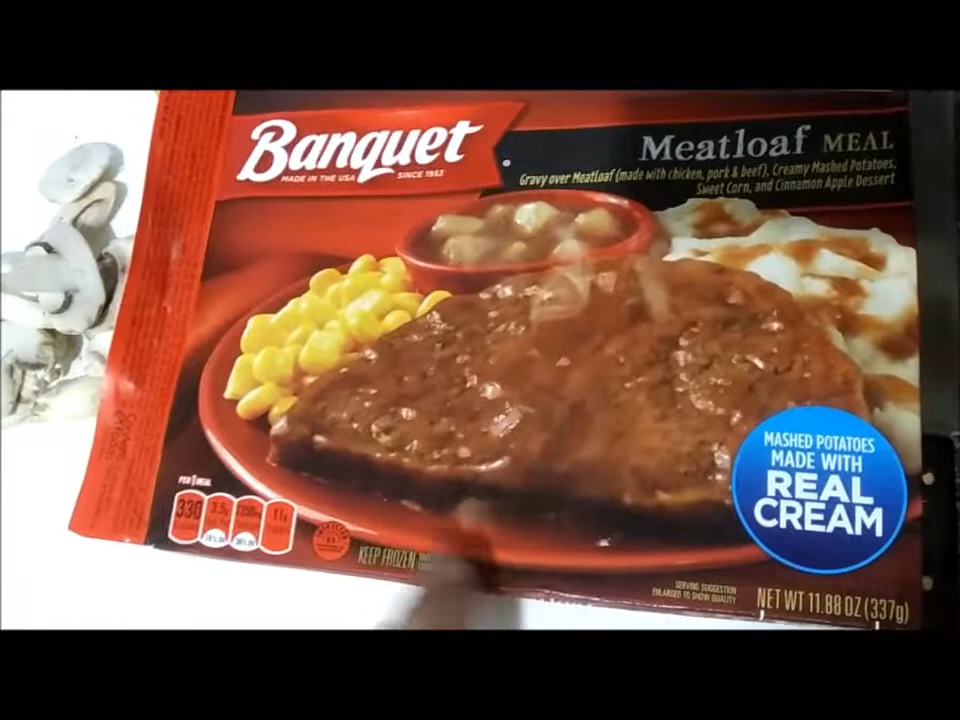 Banquet
MADE IN THE USA SINCE 1953
Meatloaf MEAL
Gravy over Meatloaf (made with chicken, pork & beef), Creamy Mashed Potatoes,
Sweet Corn, and Cinnamon Apple Dessert
MASHED POTATOES
MADE WITH
REAL
CREAM
PER 1 MEAL
330 3.5g 11g
KEEP FROZEN
SERVING SUGGESTION
ENLARGED TO SHOW QUALITY
NET WT 11.88 OZ (337g)